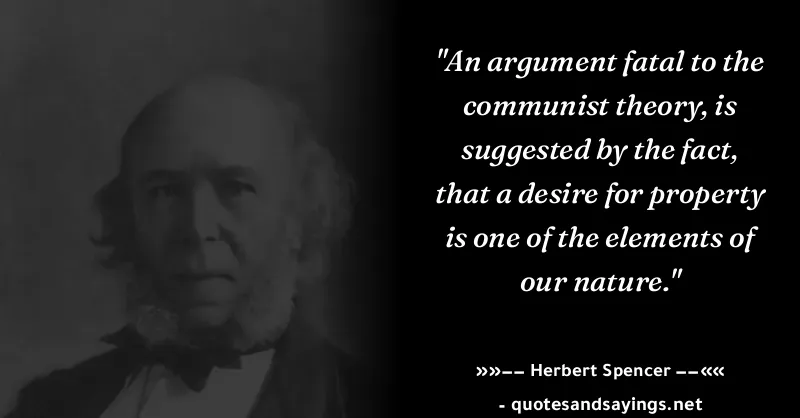 "An argument fatal to the
communist theory, is
suggested by the fact,
that a desire for property
is one of the elements of
our nature."
»»−− Herbert Spencer −−««
- quotesandsayings.net